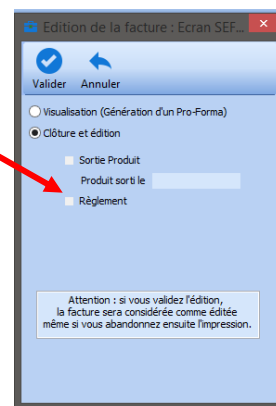 Edition de la facture : Ecran SEF...
Valider Annuler
Visualisation (Génération d'un Pro-Forma)
Clôture et édition
Sortie Produit
Produit sorti le
Règlement
Attention : si vous validez l'édition,
la facture sera considérée comme éditée
même si vous abandonnez ensuite l'impression.